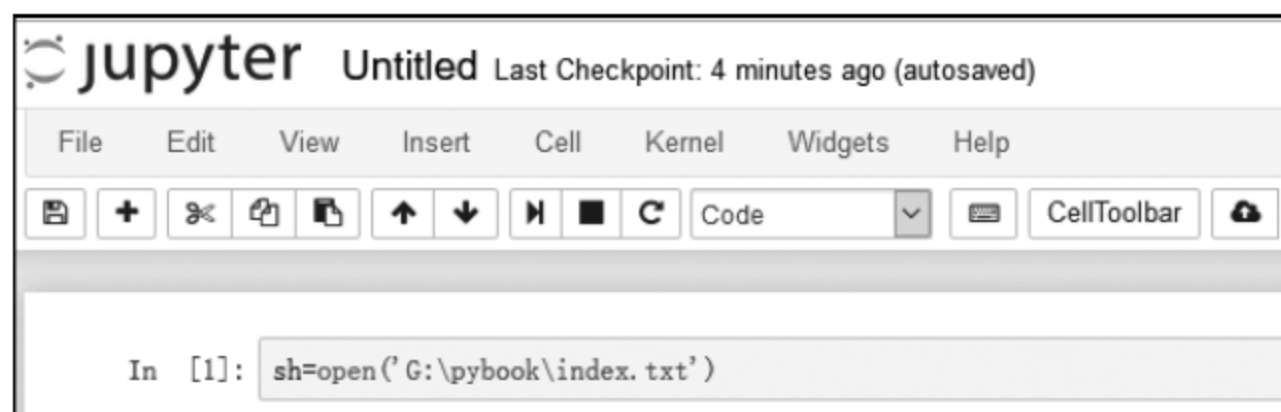 jupyter Untitled Last Checkpoint: 4 minutes ago (autosaved)
File Edit View Insert Cell Kernel Widgets Help
Code CellToolbar
In [1]: sh=open('G:\pybook\index.txt')